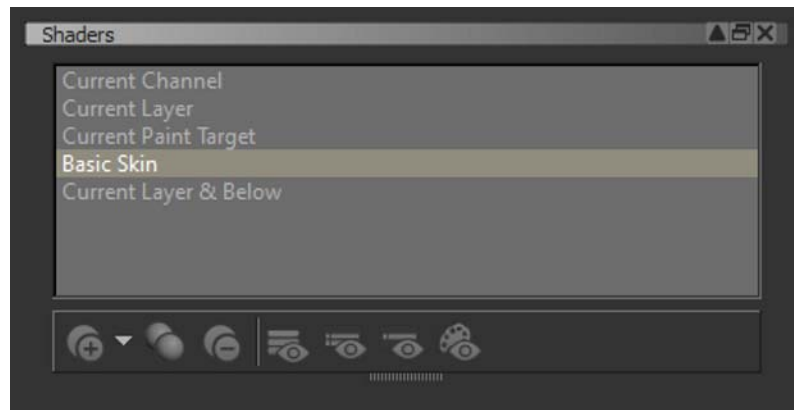 Shaders
Current Channel
Current Layer
Current Paint Target
Basic Skin
Current Layer & Below